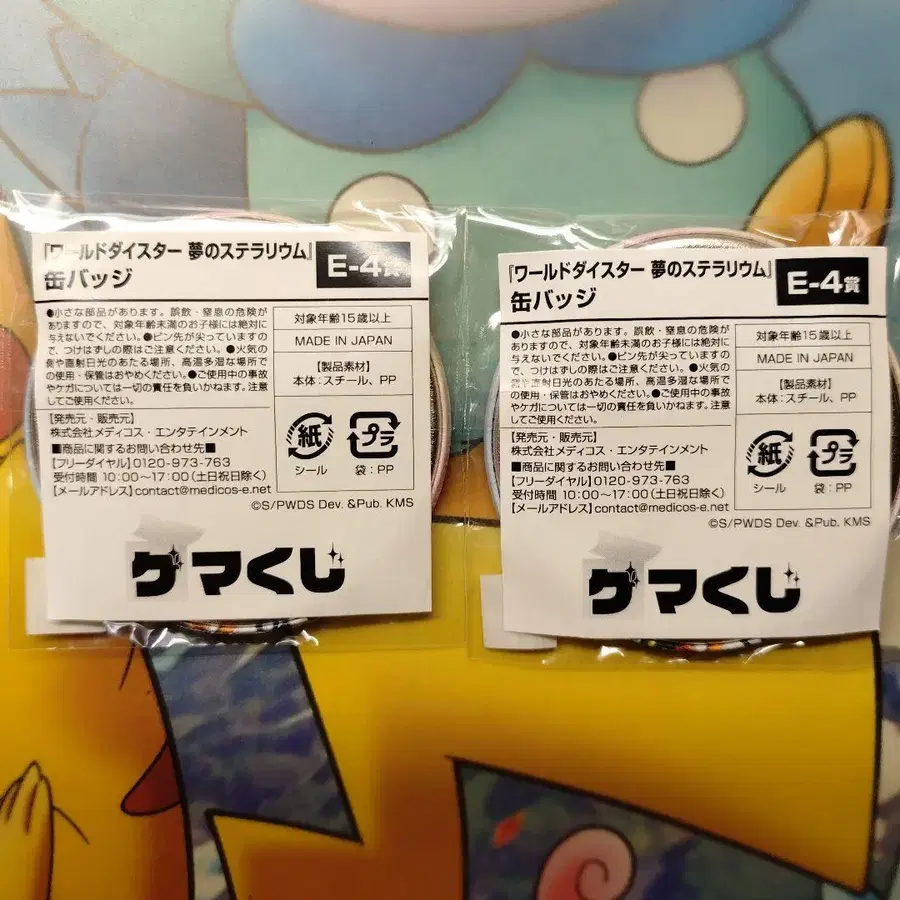 『ワールドダイスター 夢のステラリウム』
缶バッジ
E-4賞
●小さな部品があります。誤飲・窒息の危険が
ありますので、対象年齢未満のお子様には絶対に
与えないでください。●ピン先が尖っていますの
で、つけはずしの際はご注意ください。●火気の
側や直射日光のあたる場所、高温多湿な場所で
の使用・保管はおやめください。●ご使用中の事故
やケガについては一切の責任を負いかねます。注意
してご使用ください。
【発売元・販売元】
株式会社メディコス・エンタテインメント
■商品に関するお問い合わせ先■
【フリーダイヤル】0120-973-763
受付時間 10:00～17:00(土日祝日除く)
【メールアドレス】contact@medicos-e.net
対象年齢15歳以上
MADE IN JAPAN
【製品素材】
本体:スチール、PP
紙
シール
プラ
袋:PP
©S/PWDS Dev. &Pub. KMS
ゲマくじ
『ワールドダイスター 夢のステラリウム』
缶バッジ
E-4賞
●小さな部品があります。誤飲・窒息の危険が
ありますので、対象年齢未満のお子様には絶対に
与えないでください。●ピン先が尖っていますの
で、つけはずしの際はご注意ください。●火気の
側や直射日光のあたる場所、高温多湿な場所で
の使用・保管はおやめください。●ご使用中の事故
やケガについては一切の責任を負いかねます。注意
してご使用ください。
【発売元・販売元】
株式会社メディコス・エンタテインメント
■商品に関するお問い合わせ先■
【フリーダイヤル】0120-973-763
受付時間 10:00～17:00(土日祝日除く)
【メールアドレス】contact@medicos-e.net
対象年齢15歳以上
MADE IN JAPAN
【製品素材】
本体:スチール、PP
紙
シール
プラ
袋:PP
©S/PWDS Dev. &Pub. KMS
ゲマくじ